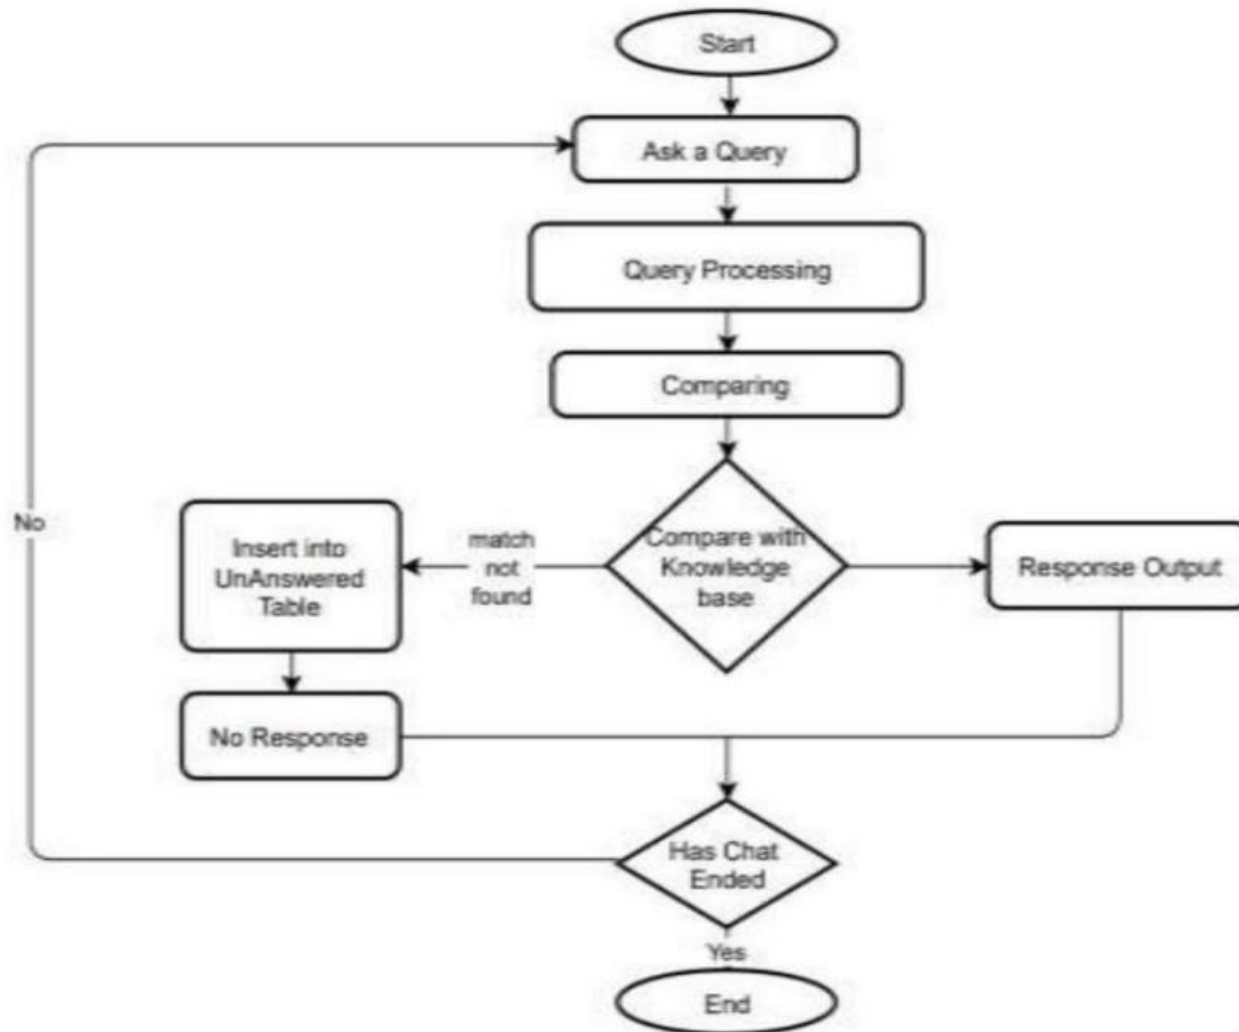 Start
Ask a Query
Query Processing
Comparing
No
Insert into
UnAnswered
Table
match
not
found
Compare with
Knowledge
base
Response Output
No Response
Has Chat
Ended
Yes
End